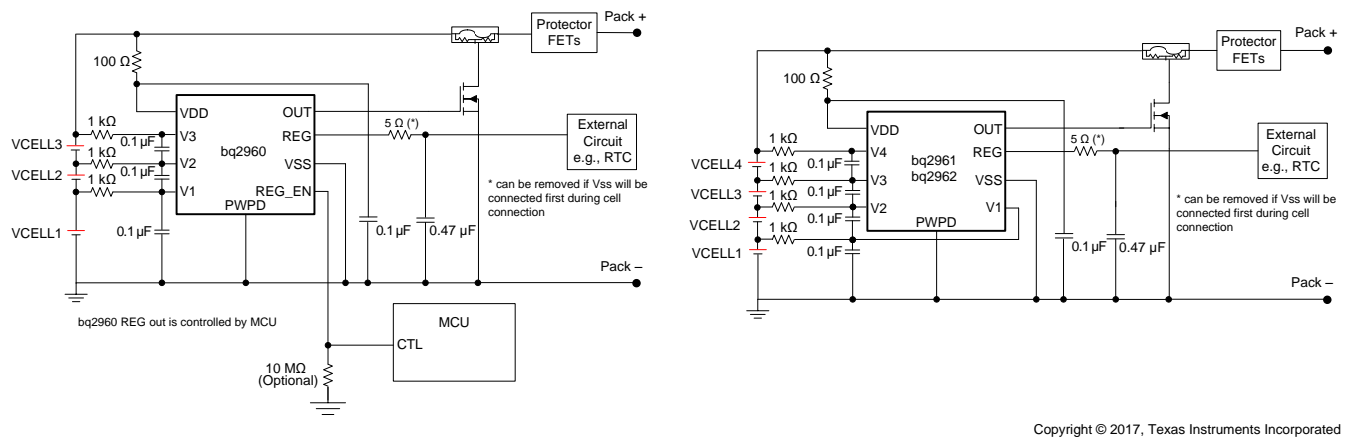 Pack +
Protector
FETs
100 Ω
VDD
OUT
1 kΩ
V3
REG
5 Ω (*)
External
Circuit
e.g., RTC
VCELL3
0.1 µF
1 kΩ
V2
bq2960
VSS
VCELL2
0.1 µF
1 kΩ
V1
REG_EN
PWPD
* can be removed if Vss will be
connected first during cell
connection
VCELL1
0.1 µF
0.1 µF
0.47 µF
Pack –
bq2960 REG out is controlled by MCU
MCU
CTL
10 MΩ
(Optional)
Pack +
Protector
FETs
100 Ω
VDD
OUT
1 kΩ
V4
REG
5 Ω (*)
External
Circuit
e.g., RTC
VCELL4
0.1 µF
1 kΩ
V3
bq2961
bq2962
VSS
VCELL3
0.1 µF
1 kΩ
V2
V1
* can be removed if Vss will be
connected first during cell
connection
VCELL2
0.1 µF
PWPD
1 kΩ
VCELL1
0.1 µF
0.1 µF
0.47 µF
Pack –
Copyright © 2017, Texas Instruments Incorporated